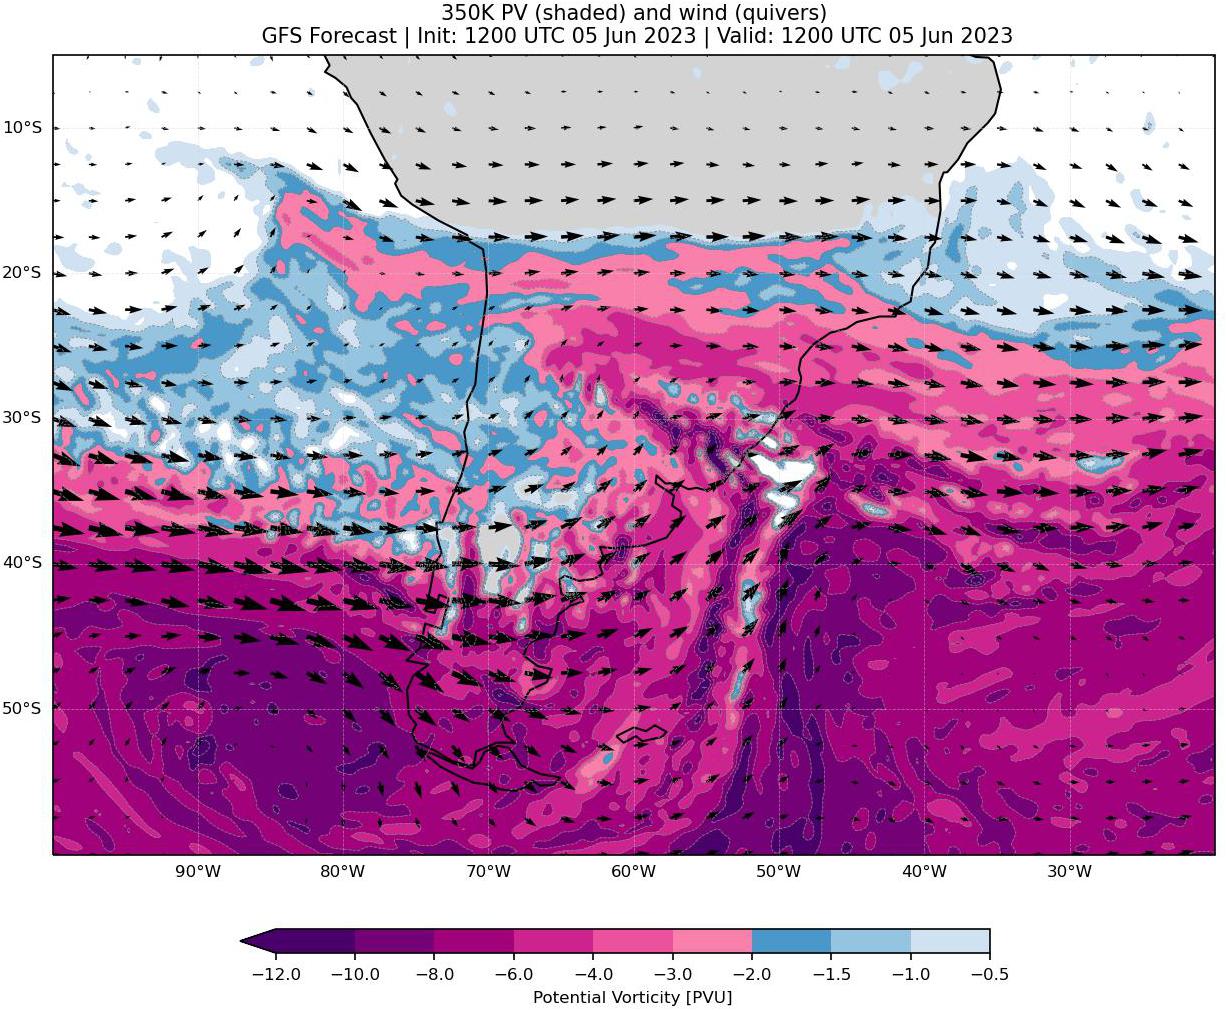 350K PV (shaded) and wind (quivers)
GFS Forecast | Init: 1200 UTC 05 Jun 2023 | Valid: 1200 UTC 05 Jun 2023
10°S
20°S
30°S
40°S
50°S
90°W 80°W 70°W 60°W 50°W 40°W 30°W
−12.0 −10.0 −8.0 −6.0 −4.0 −3.0 −2.0 −1.5 −1.0 −0.5
Potential Vorticity [PVU]